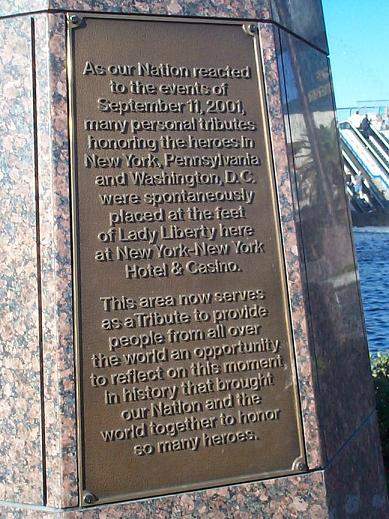 As our Nation reacted
to the events of
September 11, 2001,
many personal tributes
honoring the heroes in
New York, Pennsylvania
and Washington, D.C.
were spontaneously
placed at the feet
of Lady Liberty here
at New York-New York
Hotel & Casino.
This area now serves
as a Tribute to provide
people from all over
the world an opportunity
to reflect on this moment
in history that brought
our Nation and the
world together to honor
so many heroes.